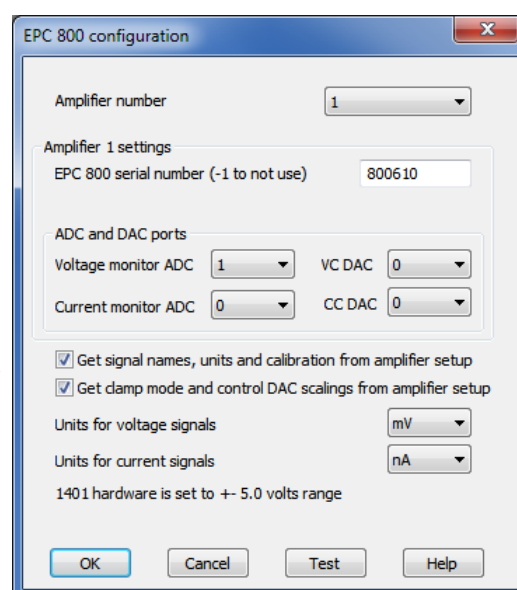 EPC 800 configuration
Amplifier number 1
Amplifier 1 settings
EPC 800 serial number (-1 to not use) 800610
ADC and DAC ports
Voltage monitor ADC 1 VC DAC 0
Current monitor ADC 0 CC DAC 0
Get signal names, units and calibration from amplifier setup
Get clamp mode and control DAC scalings from amplifier setup
Units for voltage signals mV
Units for current signals nA
1401 hardware is set to +- 5.0 volts range
OK Cancel Test Help